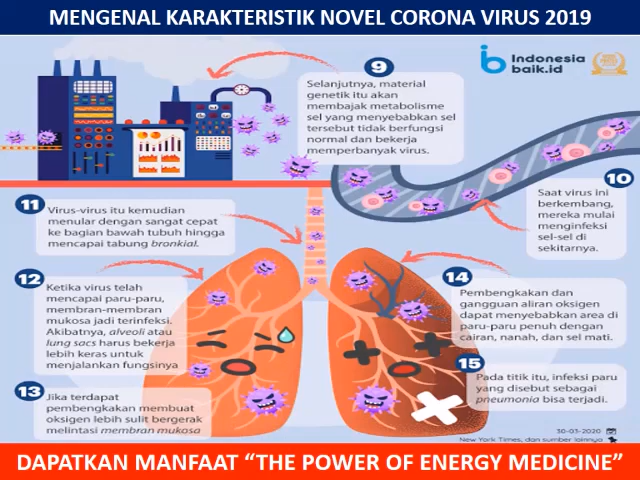 MENGENAL KARAKTERISTIK NOVEL CORONA VIRUS 2019
Indonesia
baik.id
9
Selanjutnya, material
genetik itu akan
membajak metabolisme
sel yang menyebabkan sel
tersebut tidak berfungsi
normal dan bekerja
memperbanyak virus.
10
Saat virus ini
berkembang,
mereka mulai
menginfeksi
sel-sel di
sekitarnya.
11
Virus-virus itu kemudian
menular dengan sangat cepat
ke bagian bawah tubuh hingga
mencapai tabung bronkial.
12
Ketika virus telah
mencapai paru-paru,
membran-membran
mukosa jadi terinfeksi.
Akibatnya, alveoli atau
lung sacs harus bekerja
lebih keras untuk
menjalankan fungsinya
13
Jika terdapat
pembengkakan membuat
oksigen lebih sulit bergerak
melintasi membran mukosa
14
Pembengkakan dan
gangguan aliran oksigen
dapat menyebabkan area di
paru-paru penuh dengan
cairan, nanah, dan sel mati.
15
Pada titik itu, infeksi paru
yang disebut sebagai
pneumonia bisa terjadi.
30-03-2020
New York Times, dan sumber lainnya
DAPATKAN MANFAAT “THE POWER OF ENERGY MEDICINE”